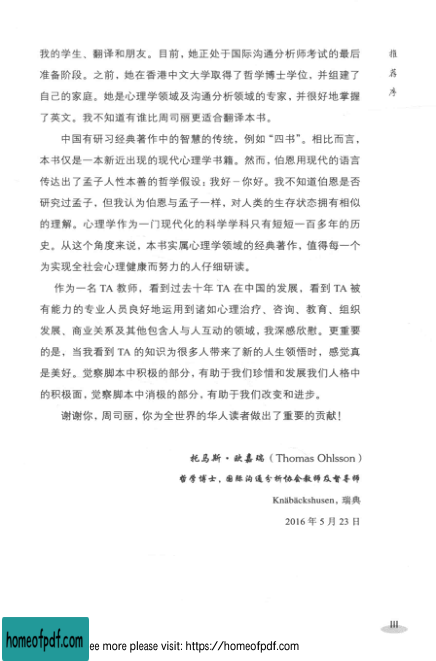 我的学生、翻译和朋友。目前，她正处于国际沟通分析师考试的最后
准备阶段。之前，她在香港中文大学取得了哲学博士学位，并组建了
自己的家庭。她是心理学领域及沟通分析领域的专家，并很好地掌握
了英文。我不知道有谁比周司丽更适合翻译本书。
中国有研习经典著作中的智慧的传统，例如“四书”。相比而言，
本书仅是一本新近出现的现代心理学书籍。然而，伯恩用现代的语言
传达出了孟子人性本善的哲学假设：我好－你好。我不知道伯恩是否
研究过孟子，但我认为伯恩与孟子一样，对人类的生存状态拥有相似
的理解。心理学作为一门现代化的科学学科只有短短一百多年的历
史。从这个角度来说，本书实属心理学领域的经典著作，值得每一个
为实现全社会心理健康而努力的人仔细研读。
作为一名 TA 教师，看到过去十年 TA 在中国的发展，看到 TA 被
有能力的专业人员良好地运用到诸如心理治疗、咨询、教育、组织
发展、商业关系及其他包含人与人互动的领域，我深感欣慰。更重要
的是，当我看到 TA 的知识为很多人带来了新的人生领悟时，感觉真
是美好。觉察脚本中积极的部分，有助于我们珍惜和发展我们人格中
的积极面，觉察脚本中消极的部分，有助于我们改变和进步。
谢谢你，周司丽，你为全世界的华人读者做出了重要的贡献！
托马斯·欧嘉瑞（Thomas Ohlsson）
哲学博士，国际沟通分析协会教师及督导师
Knäbäckshusen，瑞典
2016 年 5 月 23 日
推荐序
III
homeofpdf.com
ee more please visit: https://homeofpdf.com